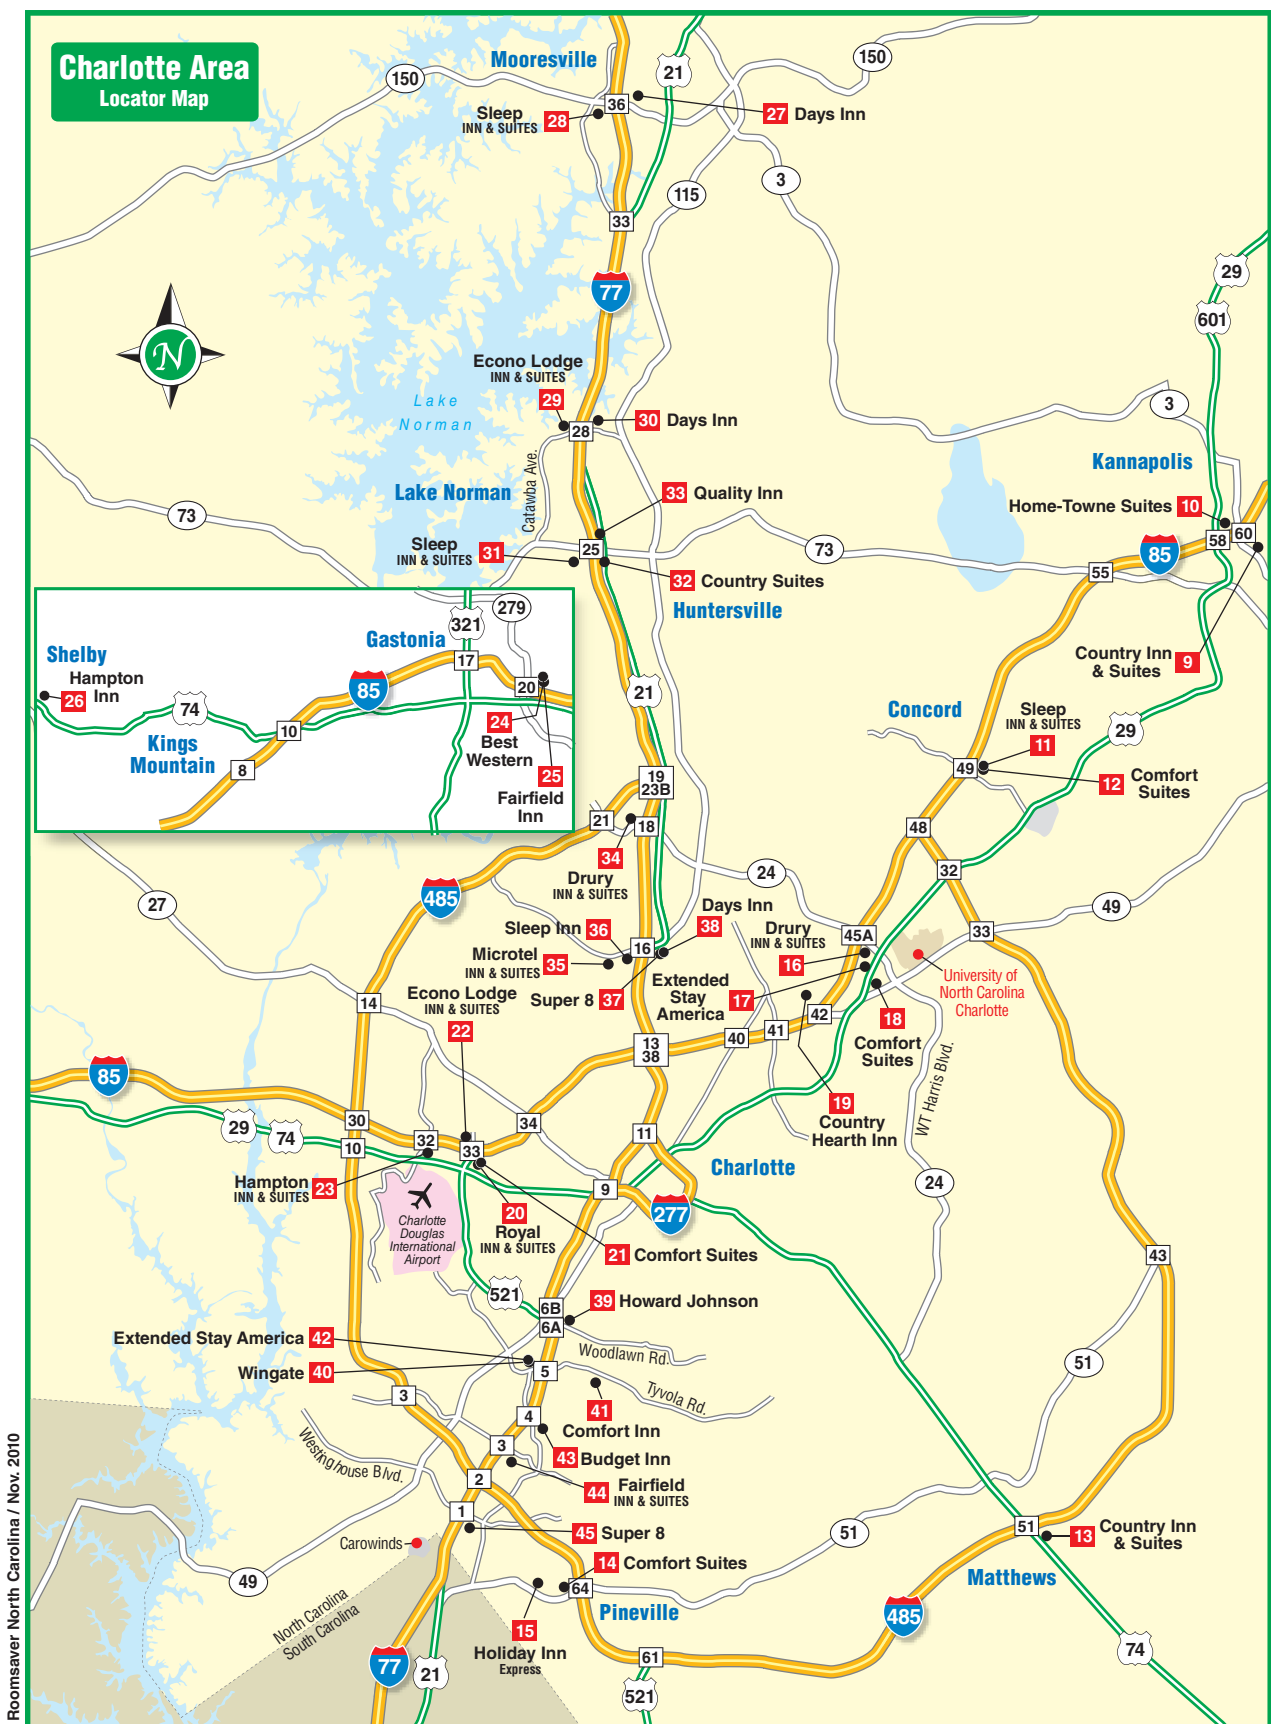 Charlotte Area
Locator Map
Mooresville
150
21
150
36
Sleep
INN & SUITES
28
27 Days Inn
3
115
33
77
29
601
N
Econo Lodge
INN & SUITES
29
Lake
Norman
28
30 Days Inn
3
Catawba Ave.
Kannapolis
Lake Norman
33 Quality Inn
Home-Towne Suites 10
73
58
60
25
73
85
55
Sleep
INN & SUITES
31
32 Country Suites
Huntersville
279
321
Gastonia
Shelby
17
Hampton
Inn
26
85
20
74
10
Kings
Mountain
8
24
Best
Western
25
Fairfield
Inn
Country Inn
& Suites
9
21
Concord
Sleep
INN & SUITES
11
29
49
12
Comfort
Suites
19
23B
21
18
48
34
Drury
INN & SUITES
32
24
485
27
49
Days Inn
38
Drury
INN & SUITES
16
45A
33
Sleep Inn 36
16
Microtel
INN & SUITES
35
Super 8 37
Extended
Stay
America
17
University of
North Carolina
Charlotte
14
Econo Lodge
INN & SUITES
22
42
18
Comfort
Suites
41
40
13
38
85
WT Harris Blvd.
19
Country
Hearth Inn
29
74
30
10
32
33
34
11
Charlotte
Hampton
INN & SUITES
23
9
24
277
Charlotte
Douglas
International
Airport
20
Royal
INN & SUITES
21 Comfort Suites
43
521
39 Howard Johnson
6B
6A
Extended Stay America 42
Wingate 40
Woodlawn Rd.
5
51
3
Tyvola Rd.
41
Comfort Inn
4
Westinghouse Blvd.
3
43 Budget Inn
2
44
Fairfield
INN & SUITES
1
51
45 Super 8
51
Country Inn
& Suites
13
Carowinds
14 Comfort Suites
49
64
Matthews
Pineville
485
North Carolina
South Carolina
15
Holiday Inn
Express
74
61
77
21
521
Roomsaver North Carolina / Nov. 2010